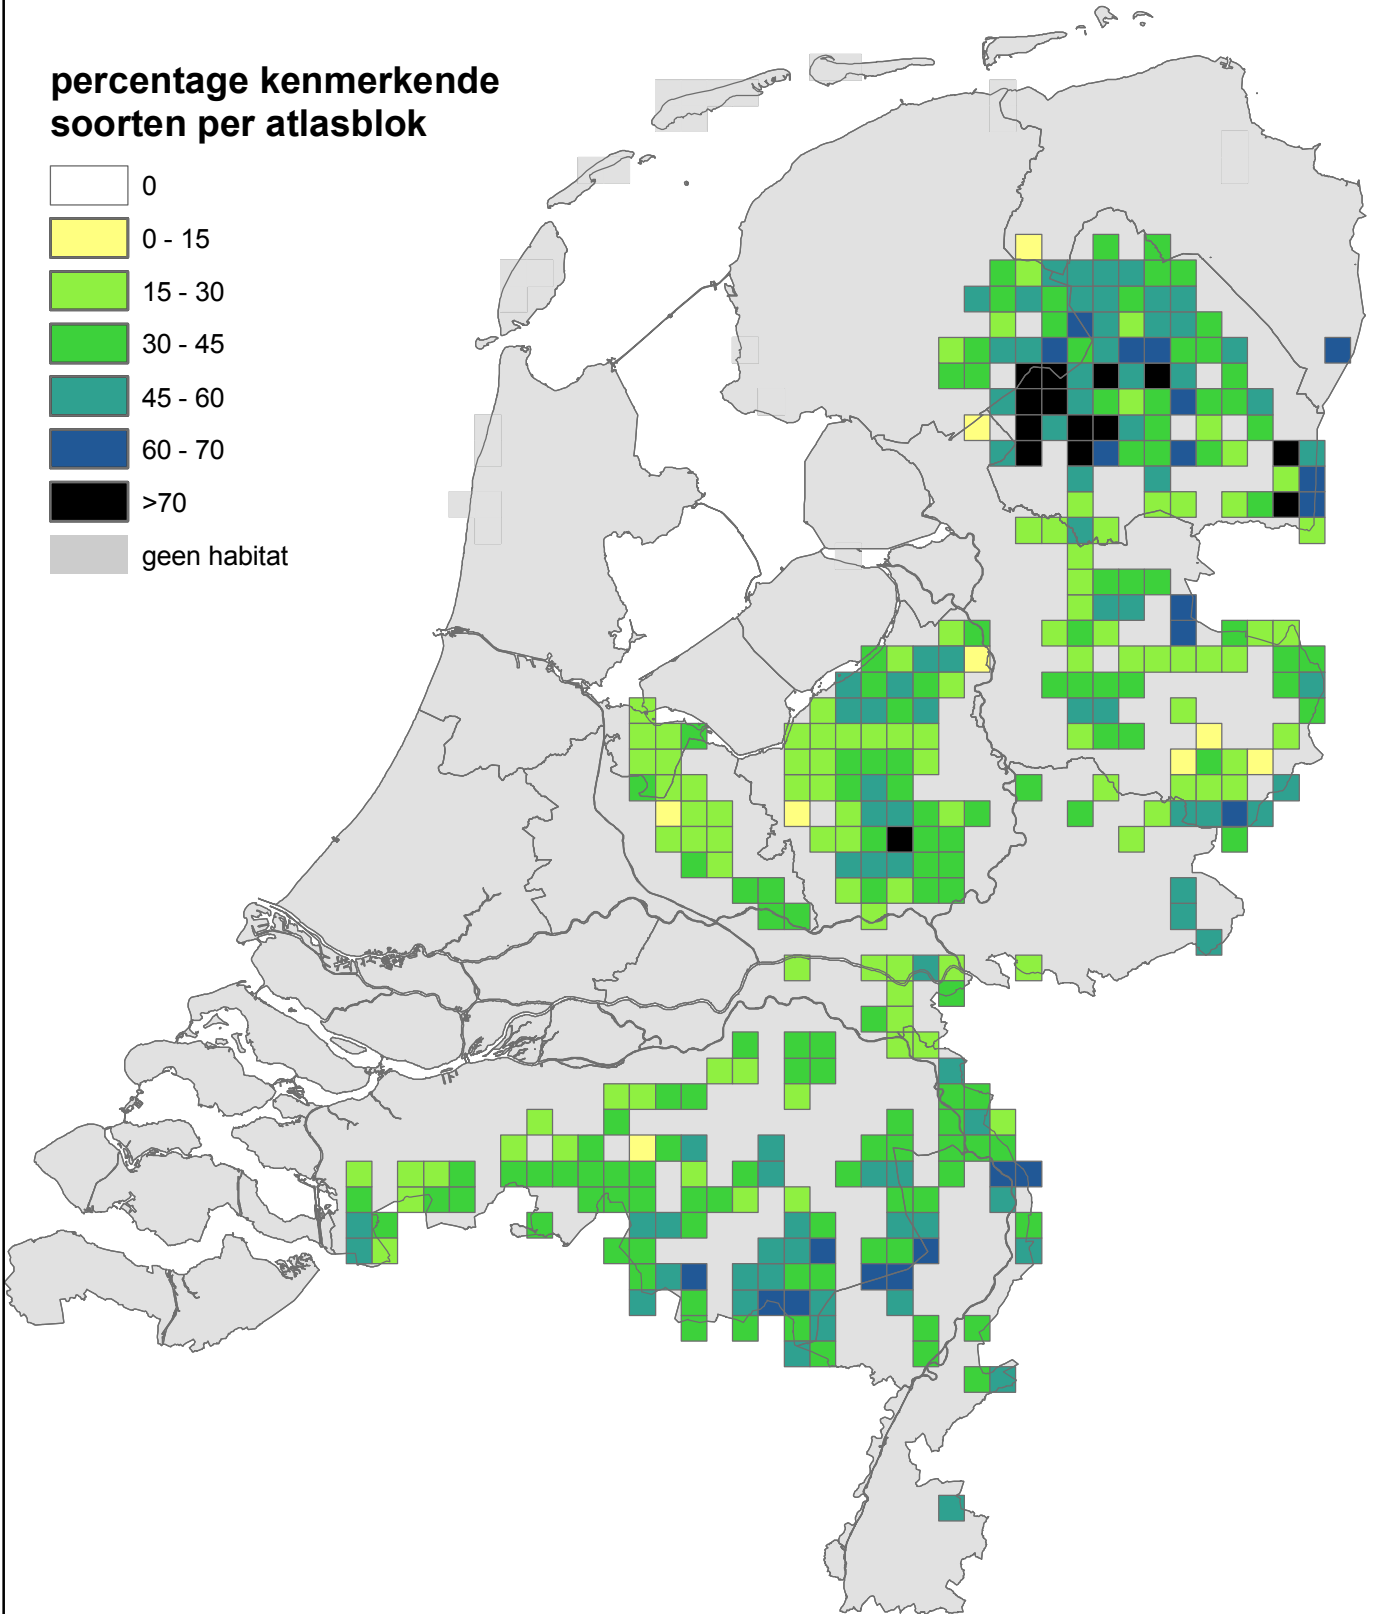 percentage kenmerkende
soorten per atlasblok
0
0 - 15
15 - 30
30 - 45
45 - 60
60 - 70
>70
geen habitat